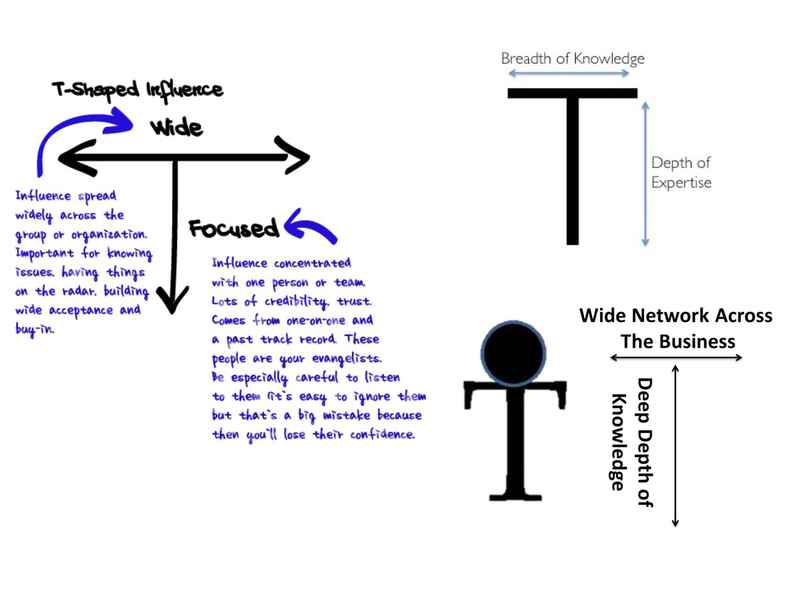 T-Shaped Influence
Wide
Influence spread
widely across the
group or organization.
Important for knowing
issues, having things
on the radar, building
wide acceptance and
buy-in.
Focused
Influence concentrated
with one person or team.
Lots of credibility, trust.
Comes from one-on-one and
a past track record. These
people are your evangelists.
Be especially careful to listen
to them (it's easy to ignore them
but that's a big mistake because
then you'll lose their confidence.
Breadth of Knowledge
Depth of
Expertise
Wide Network Across
The Business
Deep Depth of
Knowledge